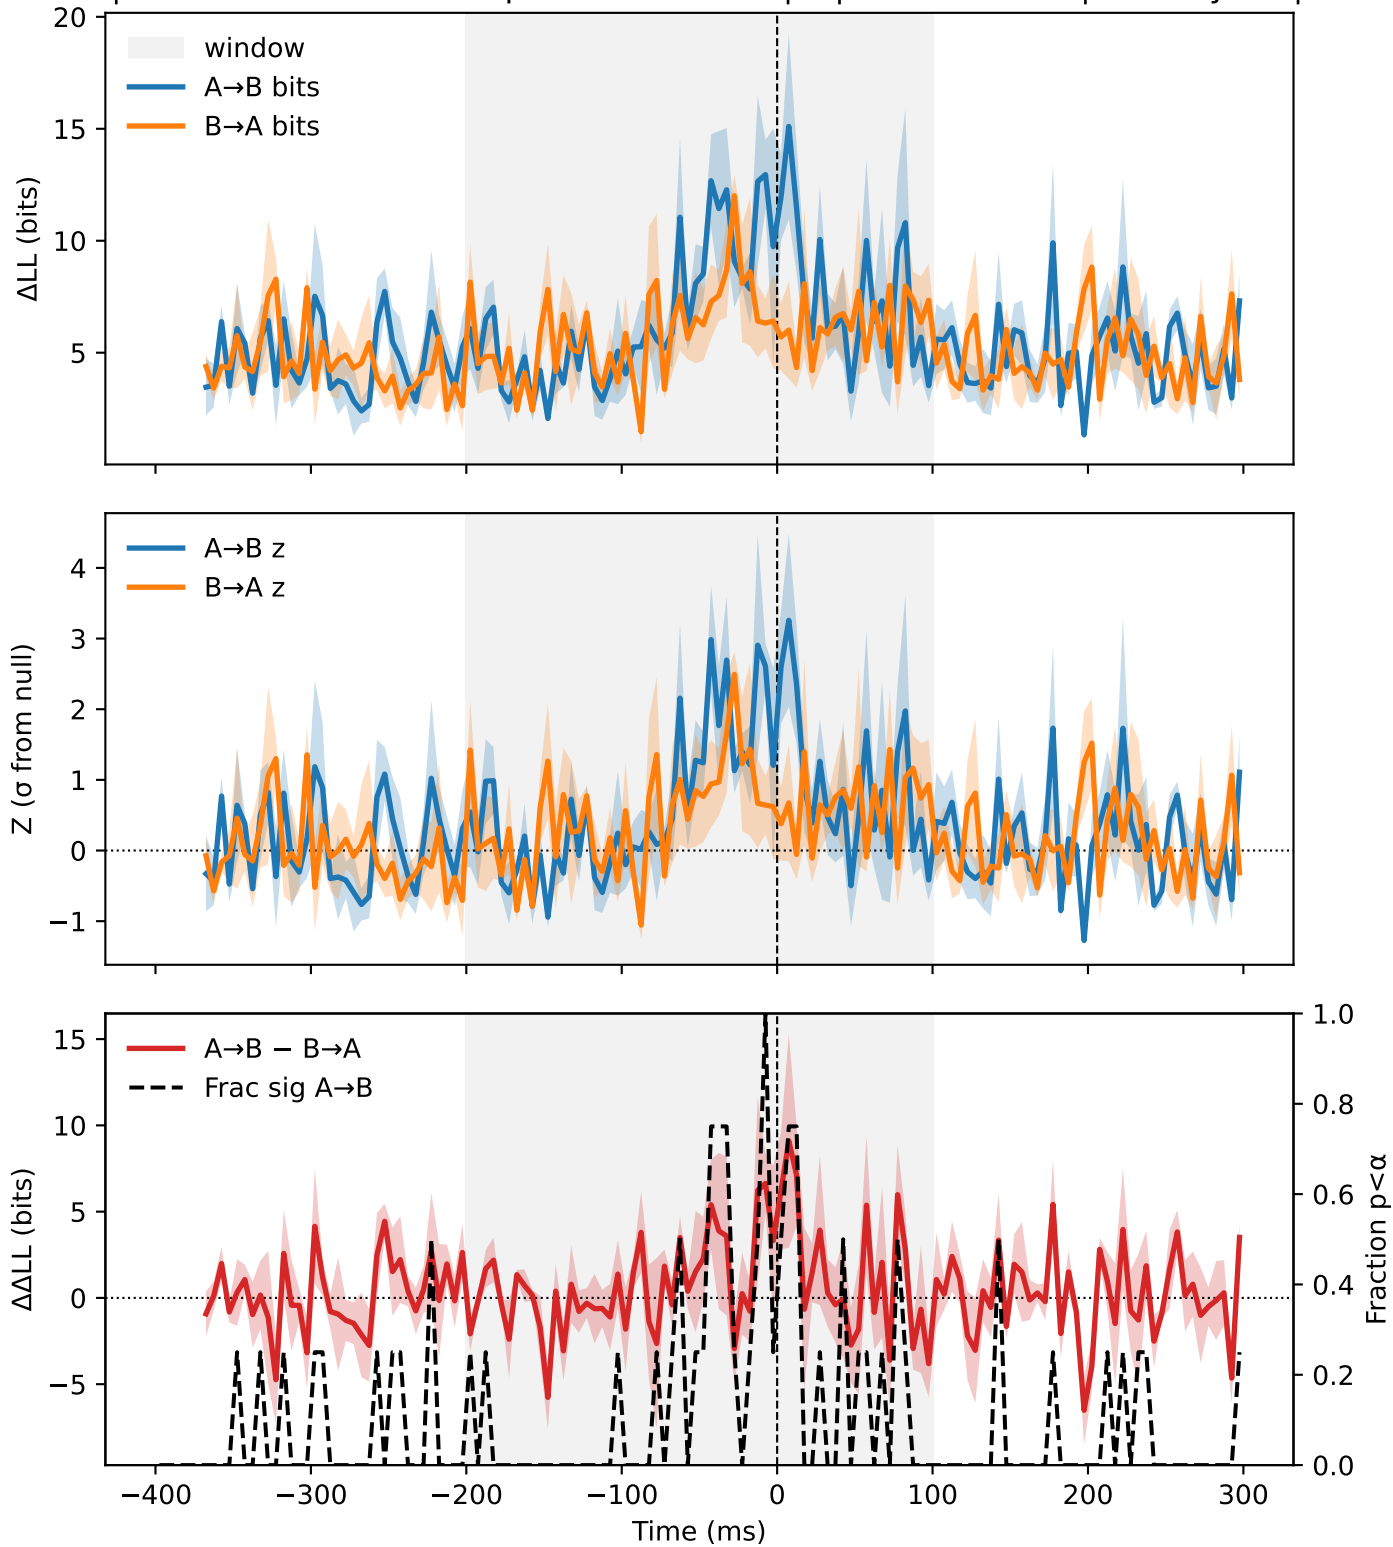 20
15
10
5
ΔLL (bits)
window
A→B bits
B→A bits
4
3
2
1
0
−1
Z (σ from null)
A→B z
B→A z
15
10
5
0
−5
ΔΔLL (bits)
A→B − B→A
Frac sig A→B
1.0
0.8
0.6
0.4
0.2
0.0
Fraction p<α
−400 −300 −200 −100 0 100 200 300
Time (ms)